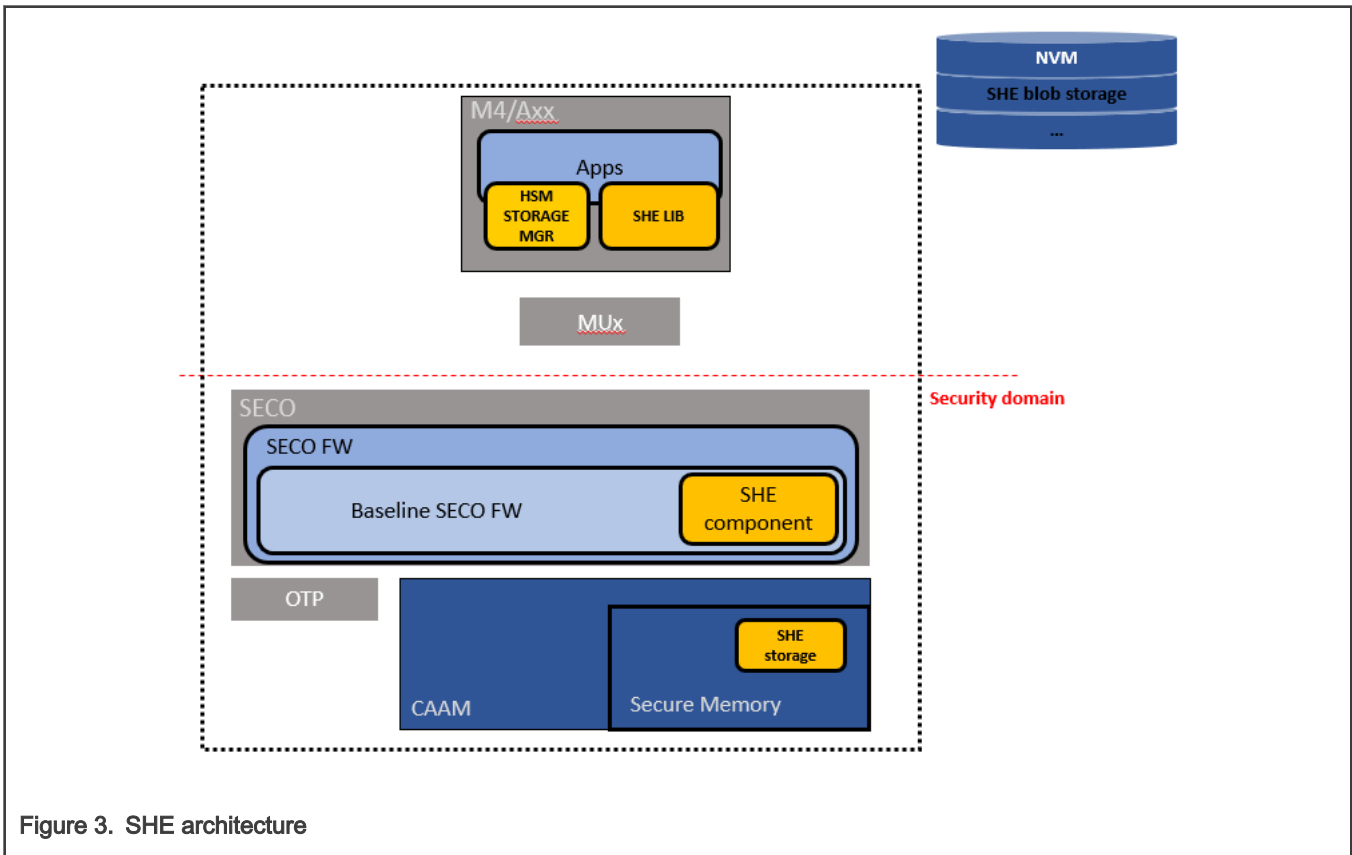 NVM
SHE blob storage
...
M4/Axx
Apps
HSM
STORAGE
MGR
SHE LIB
MUx
Security domain
SECO
SECO FW
Baseline SECO FW
SHE
component
OTP
SHE
storage
CAAM
Secure Memory
Figure 3. SHE architecture